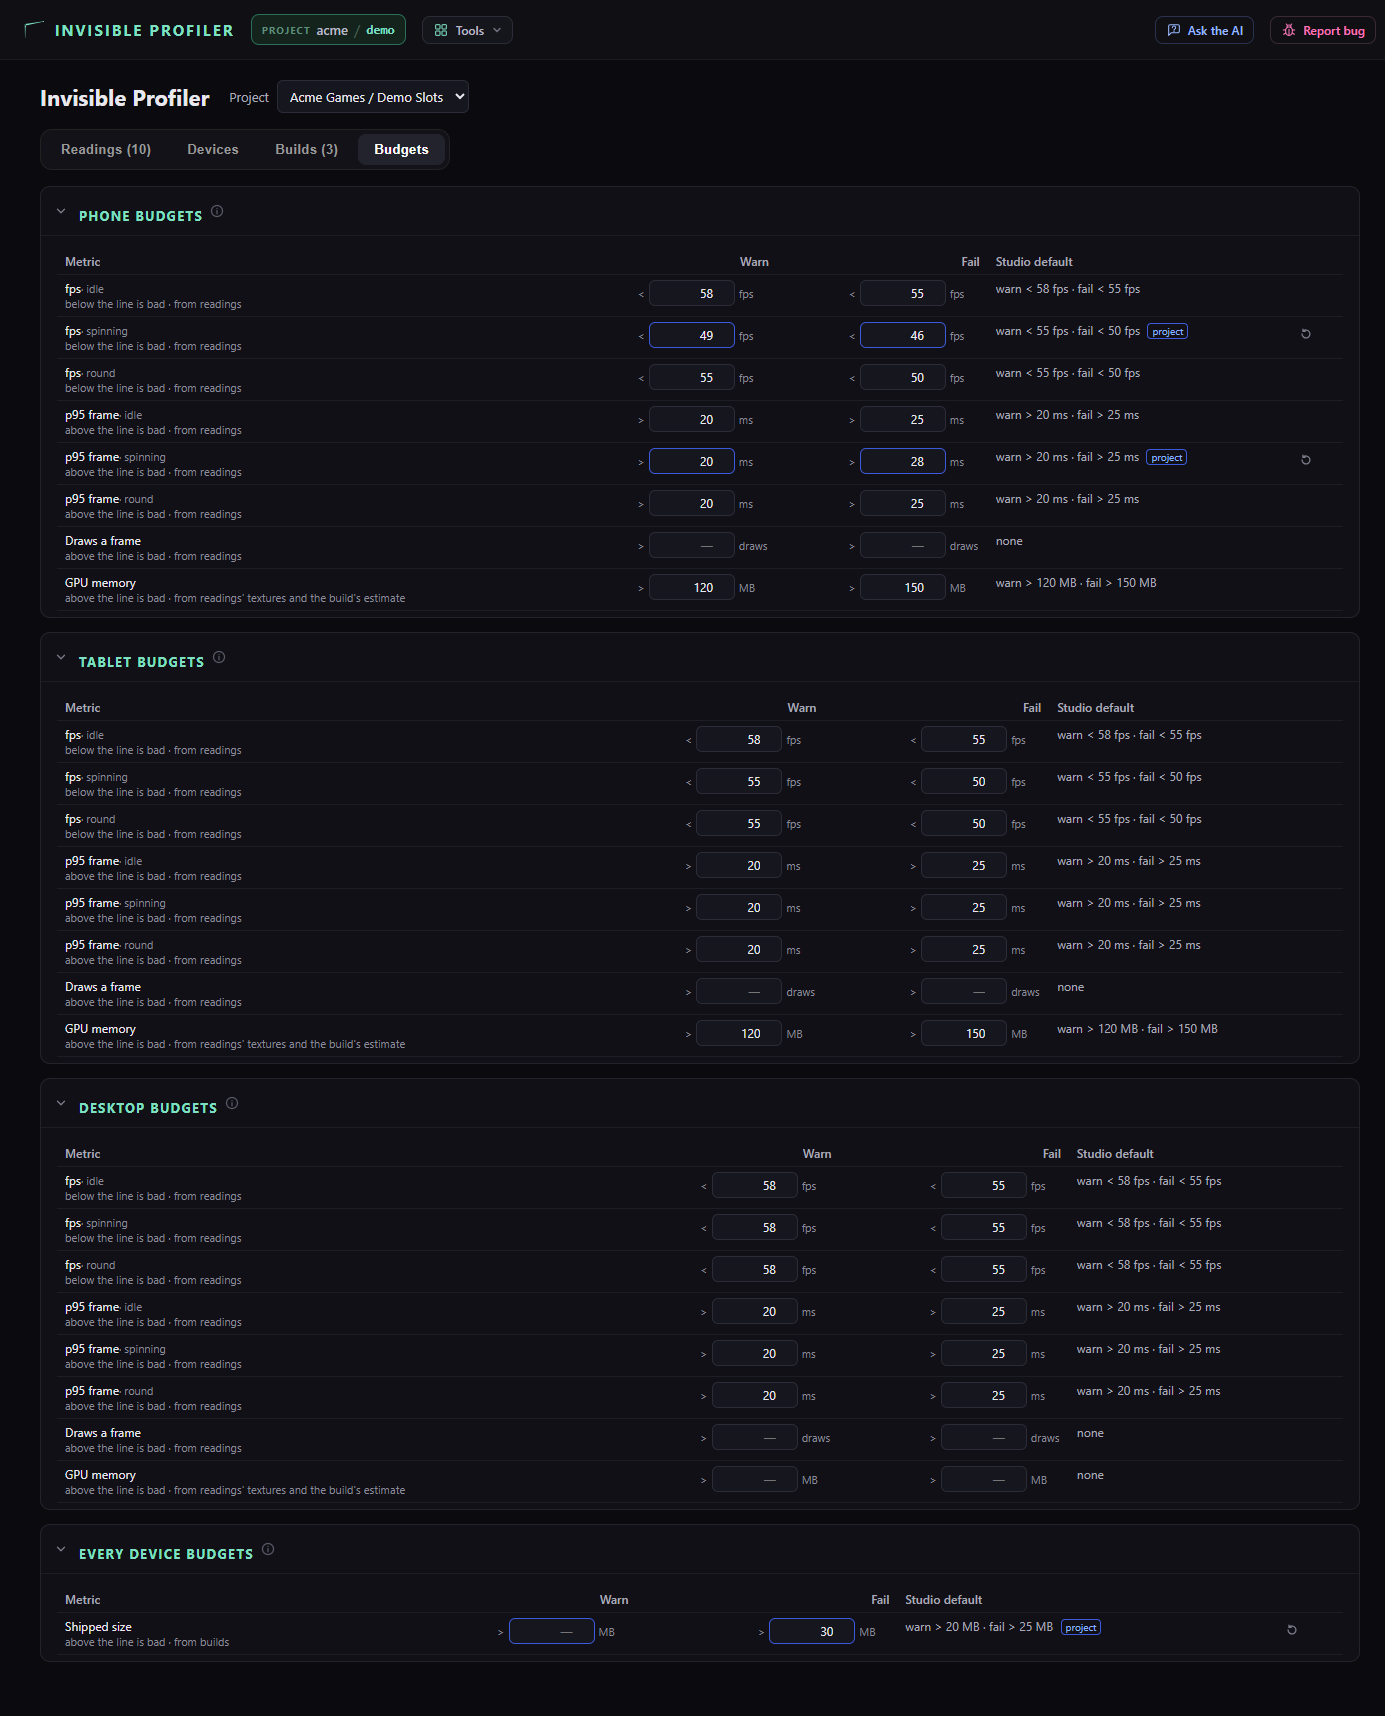 INVISIBLE PROFILER PROJECT acme / demo Tools Ask the AI Report bug
Invisible Profiler Project Acme Games / Demo Slots
Readings (10) Devices Builds (3) Budgets
PHONE BUDGETS
Metric Warn Fail Studio default
fps · idle < 58 fps < 55 fps warn < 58 fps · fail < 55 fps
below the line is bad · from readings
fps · spinning < 49 fps < 46 fps warn < 55 fps · fail < 50 fps project
below the line is bad · from readings
fps · round < 55 fps < 50 fps warn < 55 fps · fail < 50 fps
below the line is bad · from readings
p95 frame · idle > 20 ms > 25 ms warn > 20 ms · fail > 25 ms
above the line is bad · from readings
p95 frame · spinning > 20 ms > 28 ms warn > 20 ms · fail > 25 ms project
above the line is bad · from readings
p95 frame · round > 20 ms > 25 ms warn > 20 ms · fail > 25 ms
above the line is bad · from readings
Draws a frame > — draws > — draws none
above the line is bad · from readings
GPU memory > 120 MB > 150 MB warn > 120 MB · fail > 150 MB
above the line is bad · from readings' textures and the build's estimate
TABLET BUDGETS
Metric Warn Fail Studio default
fps · idle < 58 fps < 55 fps warn < 58 fps · fail < 55 fps
below the line is bad · from readings
fps · spinning < 55 fps < 50 fps warn < 55 fps · fail < 50 fps
below the line is bad · from readings
fps · round < 55 fps < 50 fps warn < 55 fps · fail < 50 fps
below the line is bad · from readings
p95 frame · idle > 20 ms > 25 ms warn > 20 ms · fail > 25 ms
above the line is bad · from readings
p95 frame · spinning > 20 ms > 25 ms warn > 20 ms · fail > 25 ms
above the line is bad · from readings
p95 frame · round > 20 ms > 25 ms warn > 20 ms · fail > 25 ms
above the line is bad · from readings
Draws a frame > — draws > — draws none
above the line is bad · from readings
GPU memory > 120 MB > 150 MB warn > 120 MB · fail > 150 MB
above the line is bad · from readings' textures and the build's estimate
DESKTOP BUDGETS
Metric Warn Fail Studio default
fps · idle < 58 fps < 55 fps warn < 58 fps · fail < 55 fps
below the line is bad · from readings
fps · spinning < 58 fps < 55 fps warn < 58 fps · fail < 55 fps
below the line is bad · from readings
fps · round < 58 fps < 55 fps warn < 58 fps · fail < 55 fps
below the line is bad · from readings
p95 frame · idle > 20 ms > 25 ms warn > 20 ms · fail > 25 ms
above the line is bad · from readings
p95 frame · spinning > 20 ms > 25 ms warn > 20 ms · fail > 25 ms
above the line is bad · from readings
p95 frame · round > 20 ms > 25 ms warn > 20 ms · fail > 25 ms
above the line is bad · from readings
Draws a frame > — draws > — draws none
above the line is bad · from readings
GPU memory > — MB > — MB none
above the line is bad · from readings' textures and the build's estimate
EVERY DEVICE BUDGETS
Metric Warn Fail Studio default
Shipped size > — MB > 30 MB warn > 20 MB · fail > 25 MB project
above the line is bad · from builds